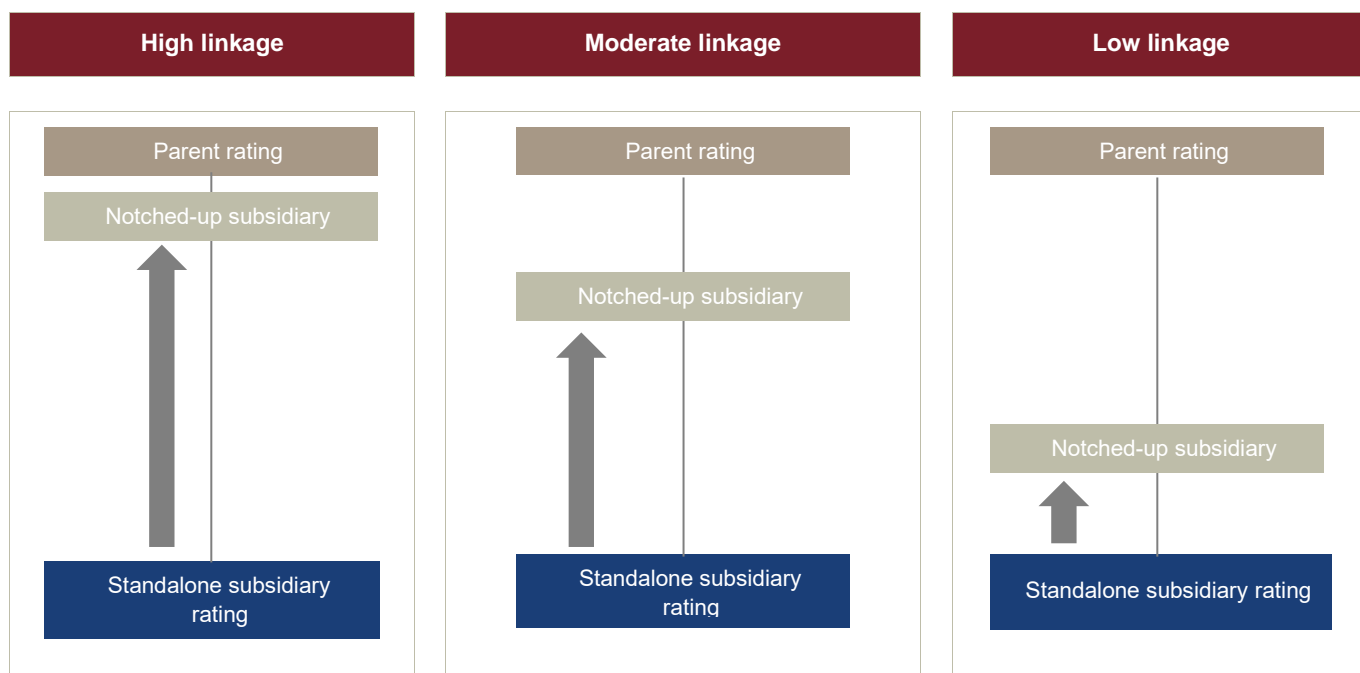 High linkage
Moderate linkage
Low linkage
Parent rating
Notched-up subsidiary
Standalone subsidiary
rating
Parent rating
Notched-up subsidiary
Standalone subsidiary
rating
Parent rating
Notched-up subsidiary
Standalone subsidiary rating